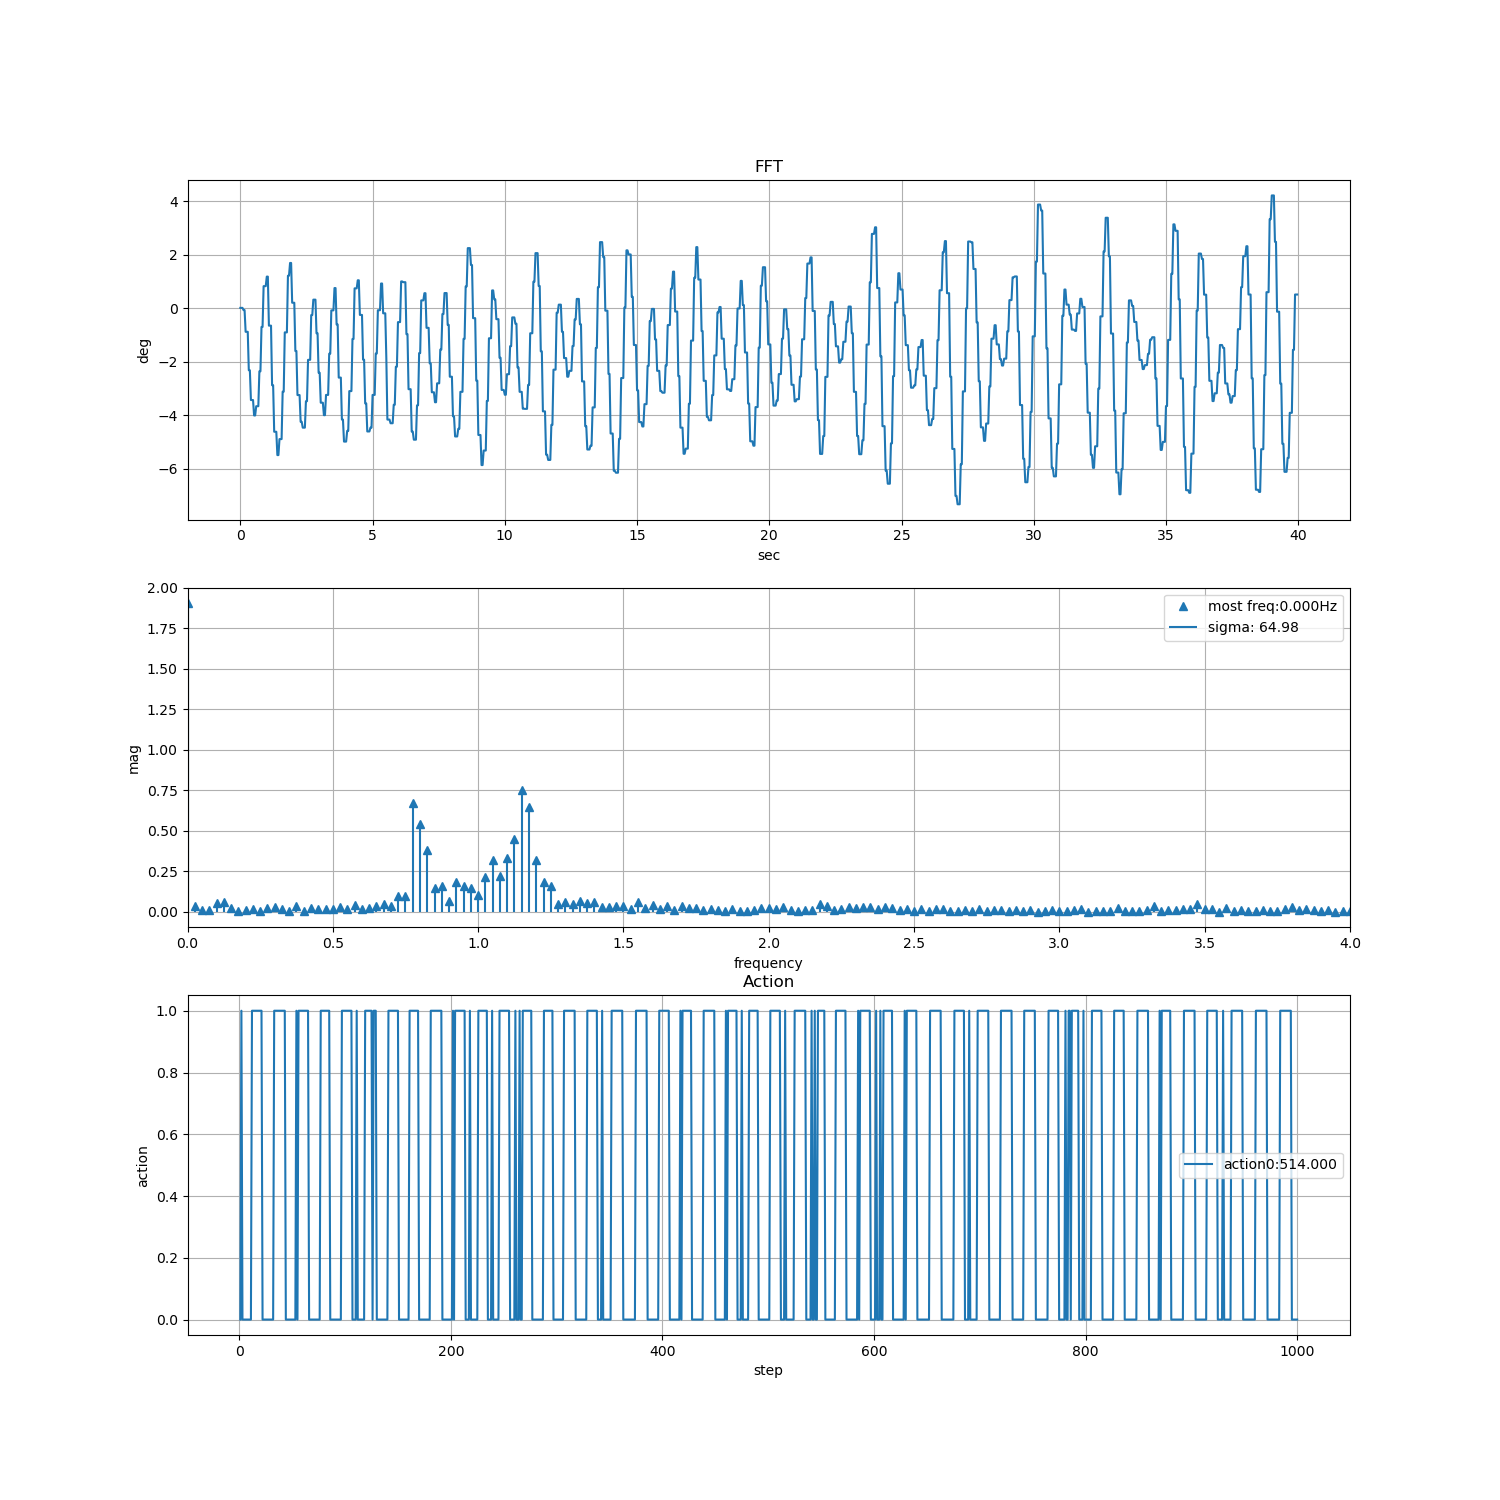 FFT
4
2
0
−2
−4
−6
deg
0 5 10 15 20 25 30 35 40
sec
2.00
1.75
1.50
1.25
1.00
0.75
0.50
0.25
0.00
mag
most freq:0.000Hz
sigma: 64.98
0.0 0.5 1.0 1.5 2.0 2.5 3.0 3.5 4.0
frequency
Action
1.0
0.8
0.6
0.4
0.2
0.0
action
action0:514.000
0 200 400 600 800 1000
step